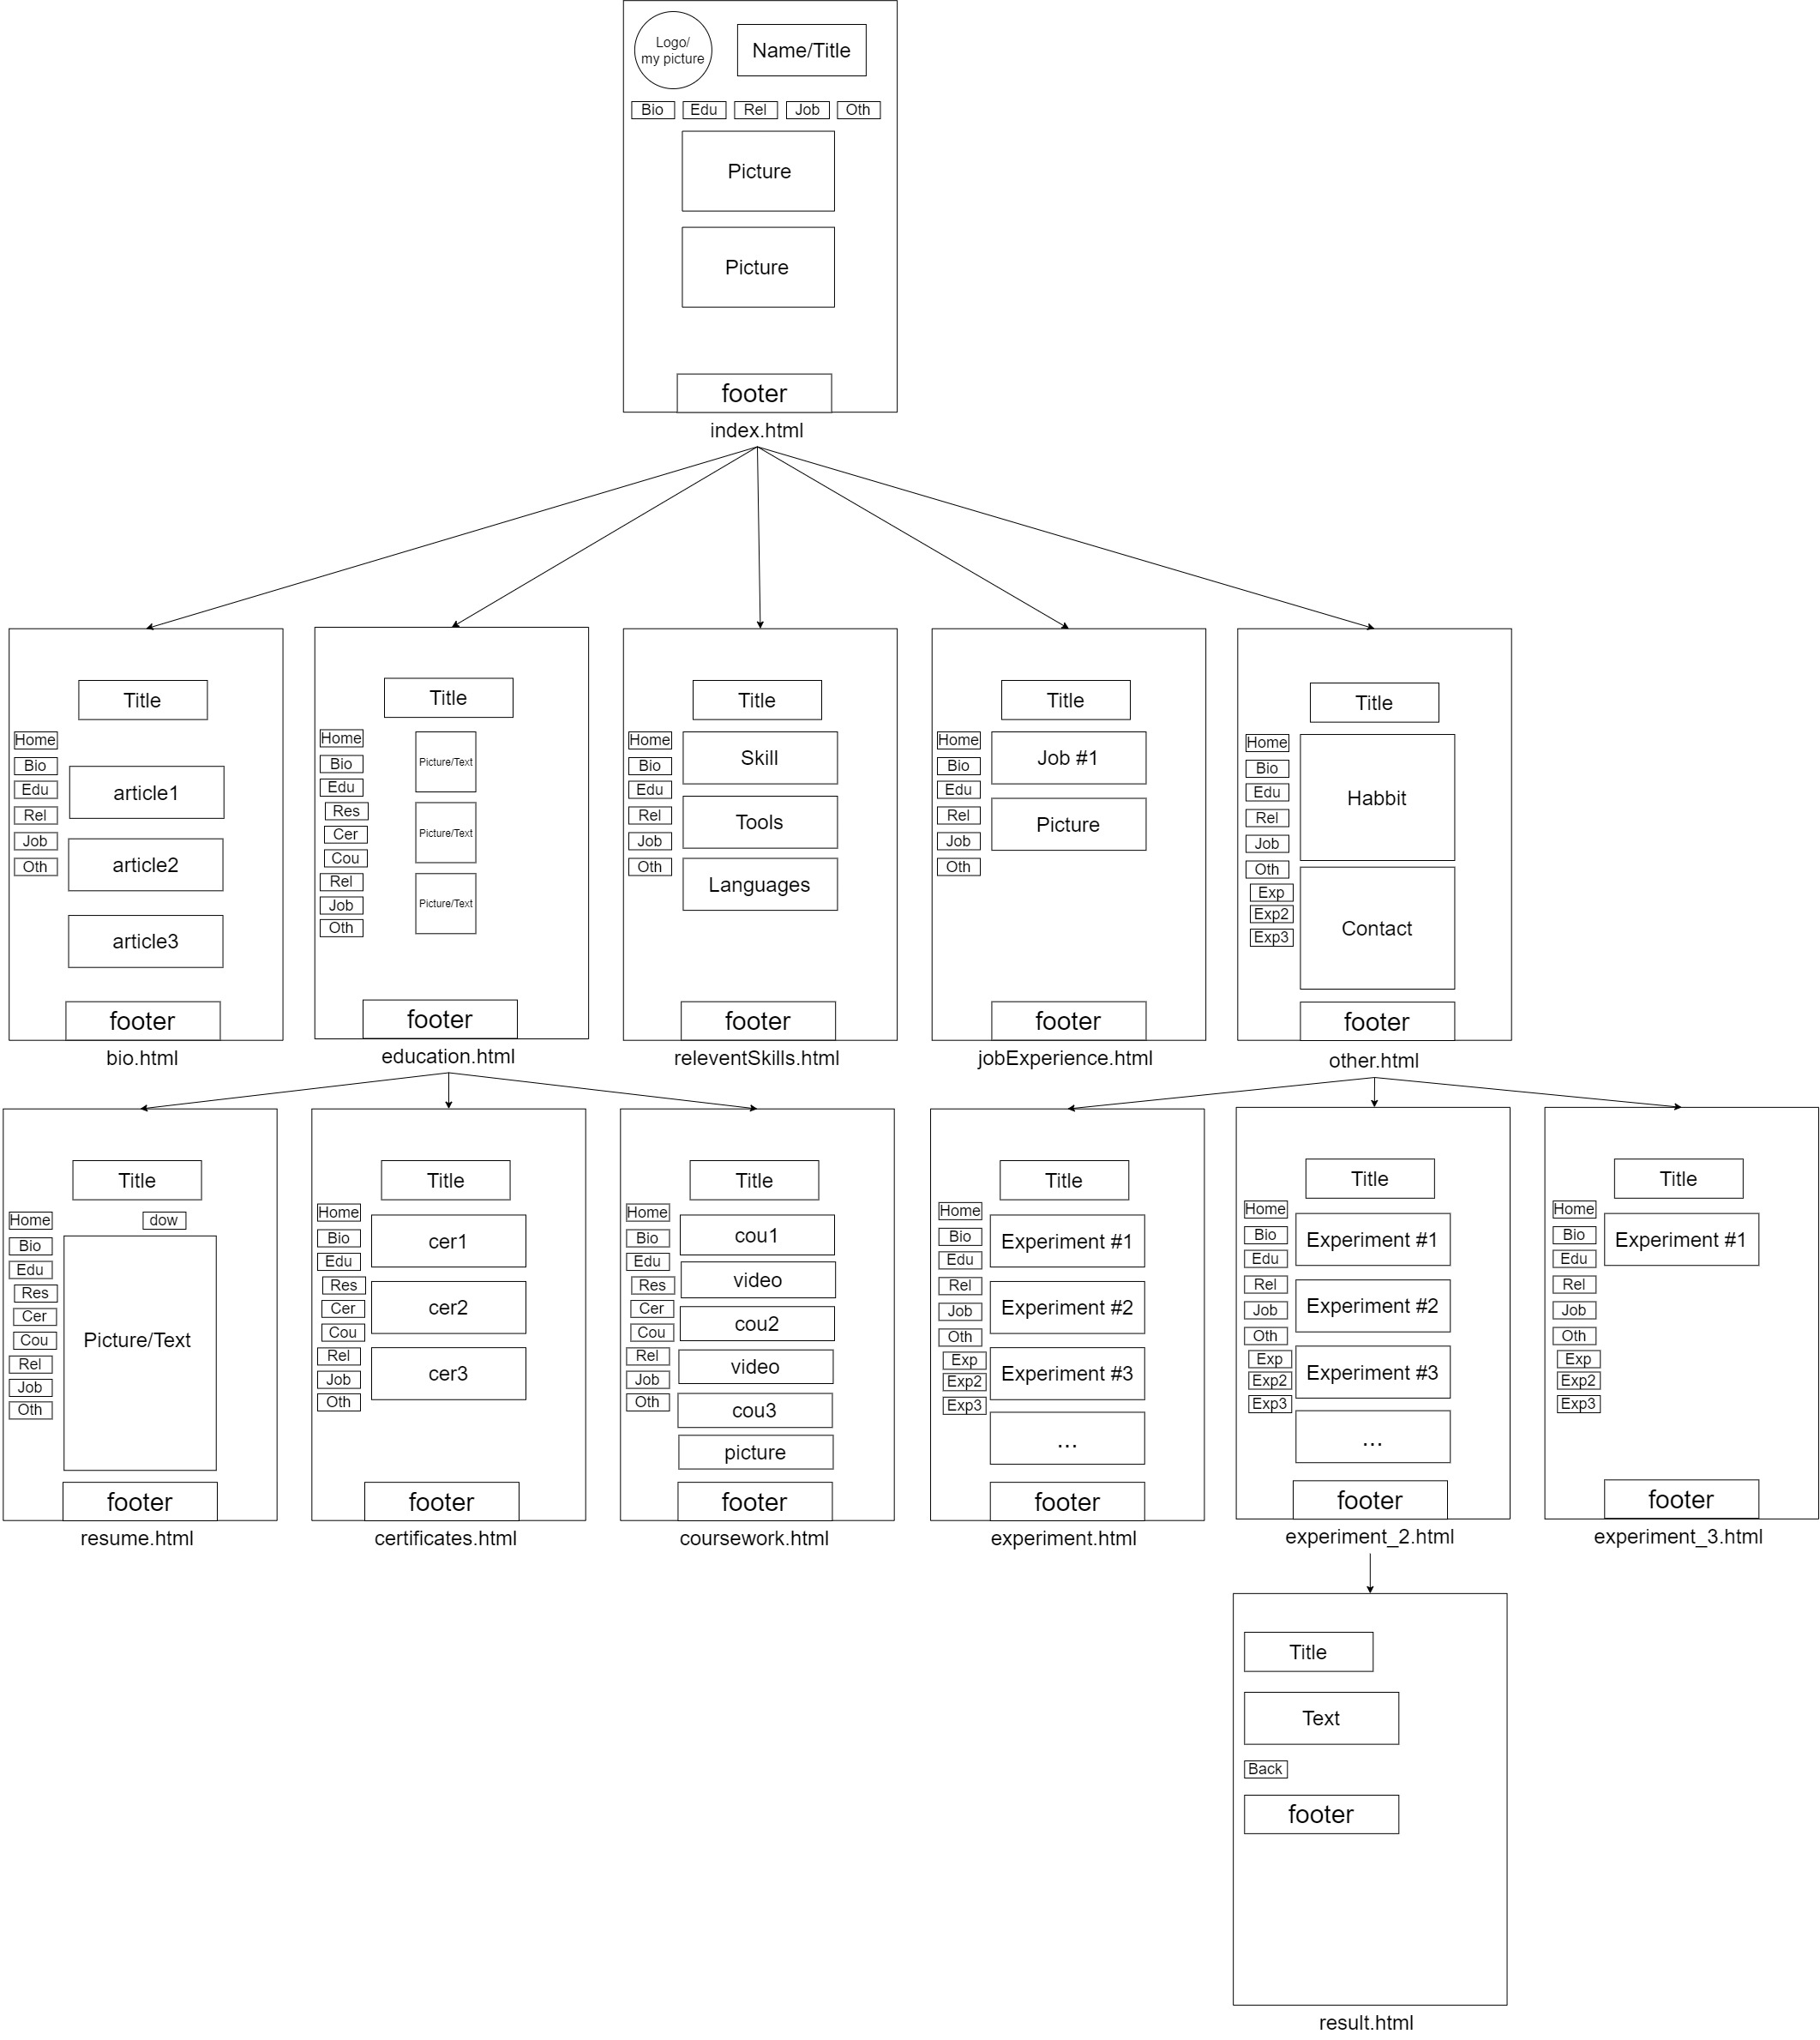 Logo/
my picture
Name/Title
Bio Edu Rel Job Oth
Picture
Picture
footer
index.html
Title
Home
Bio
Edu
Rel
Job
Oth
article1
article2
article3
footer
bio.html
Title
Home
Bio
Edu
Res
Cer
Cou
Rel
Job
Oth
Picture/Text
Picture/Text
Picture/Text
footer
education.html
Title
Home
Bio
Edu
Rel
Job
Oth
Skill
Tools
Languages
footer
releventSkills.html
Title
Home
Bio
Edu
Rel
Job
Oth
Job #1
Picture
footer
jobExperience.html
Title
Home
Bio
Edu
Rel
Job
Oth
Exp
Exp2
Exp3
Habbit
Contact
footer
other.html
Title
Home
Bio
Edu
Res
Cer
Cou
Rel
Job
Oth
dow
Picture/Text
footer
resume.html
Title
Home
Bio
Edu
Res
Cer
Cou
Rel
Job
Oth
cer1
cer2
cer3
footer
certificates.html
Title
Home
Bio
Edu
Res
Cer
Cou
Rel
Job
Oth
cou1
video
cou2
video
cou3
picture
footer
coursework.html
Title
Home
Bio
Edu
Rel
Job
Oth
Exp
Exp2
Exp3
Experiment #1
Experiment #2
Experiment #3
...
footer
experiment.html
Title
Home
Bio
Edu
Rel
Job
Oth
Exp
Exp2
Exp3
Experiment #1
Experiment #2
Experiment #3
...
footer
experiment_2.html
Title
Home
Bio
Edu
Rel
Job
Oth
Exp
Exp2
Exp3
Experiment #1
footer
experiment_3.html
Title
Text
Back
footer
result.html